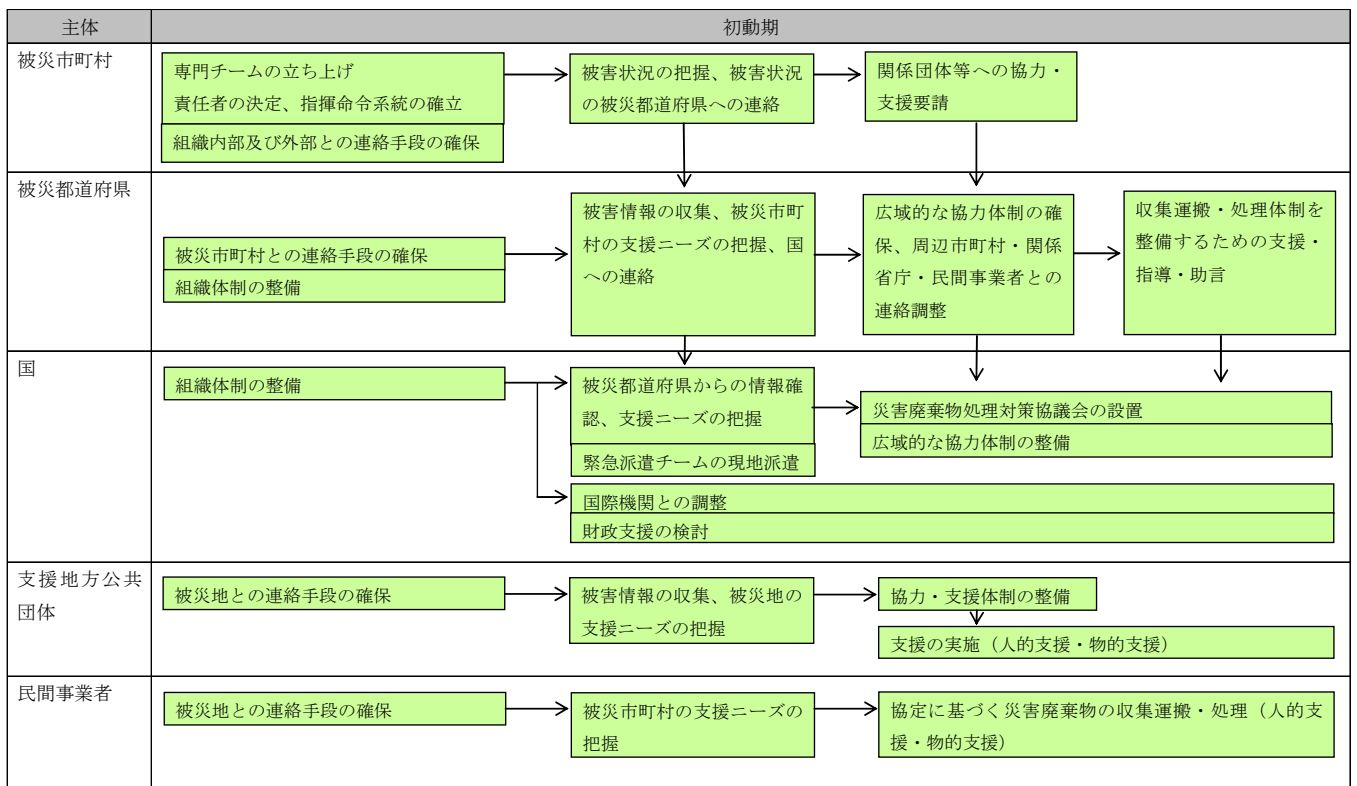 主体
初動期
被災市町村
専門チームの立ち上げ
責任者の決定、指揮命令系統の確立
組織内部及び外部との連絡手段の確保
被害状況の把握、被害状況
の被災都道府県への連絡
関係団体等への協力・
支援要請
被災都道府県
被災市町村との連絡手段の確保
組織体制の整備
被害情報の収集、被災市町
村の支援ニーズの把握、国
への連絡
広域的な協力体制の確
保、周辺市町村・関係
省庁・民間事業者との
連絡調整
収集運搬・処理体制を
整備するための支援・
指導・助言
国
組織体制の整備
被災都道府県からの情報確
認、支援ニーズの把握
緊急派遣チームの現地派遣
災害廃棄物処理対策協議会の設置
広域的な協力体制の整備
国際機関との調整
財政支援の検討
支援地方公共
団体
被災地との連絡手段の確保
被害情報の収集、被災地の
支援ニーズの把握
協力・支援体制の整備
支援の実施（人的支援・物的支援）
民間事業者
被災地との連絡手段の確保
被災市町村の支援ニーズの
把握
協定に基づく災害廃棄物の収集運搬・処理（人的支
援・物的支援）